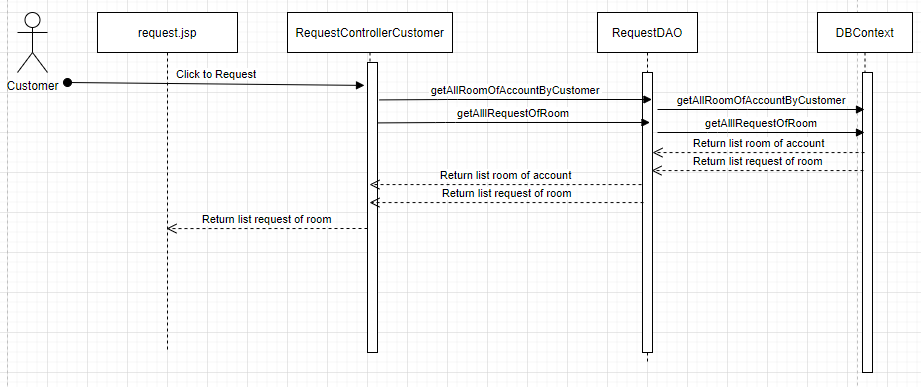 request.jsp
RequestControllerCustomer
RequestDAO
DBContext
Customer
Click to Request
getAllRoomOfAccountByCustomer
getAllRoomOfAccountByCustomer
getAlllRequestOfRoom
getAllRequestOfRoom
Return list room of account
Return list request of room
Return list room of account
Return list request of room
Return list request of room